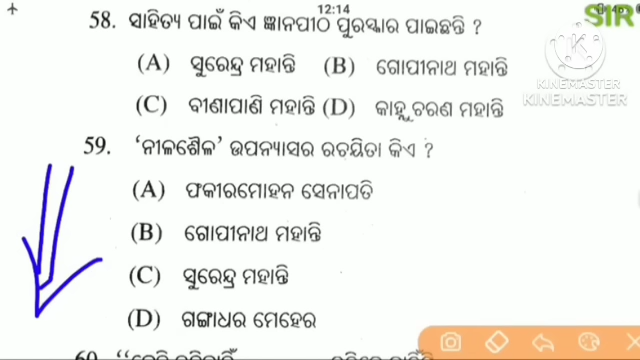 12:14
SIR
58. ସାହିତ୍ୟ ପାଇଁ କିଏ ଜ୍ଞାନପୀଠ ପୁରସ୍କାର ପାଇଛନ୍ତି ?
(A) ସୁରେନ୍ଦ୍ର ମହାନ୍ତି (B) ଗୋପୀନାଥ ମହାନ୍ତି
KINEMASTER
KINEMASTER
(C) ବୀଣାପାଣି ମହାନ୍ତି (D) କାହ୍ନୁଚରଣ ମହାନ୍ତି
59. ‘ନୀଳଶୈଳ’ ଉପନ୍ୟାସର ରଚୟିତା କିଏ ?
(A) ଫକୀରମୋହନ ସେନାପତି
(B) ଗୋପୀନାଥ ମହାନ୍ତି
(C) ସୁରେନ୍ଦ୍ର ମହାନ୍ତି
(D) ଗଙ୍ଗାଧର ମେହେର
60.